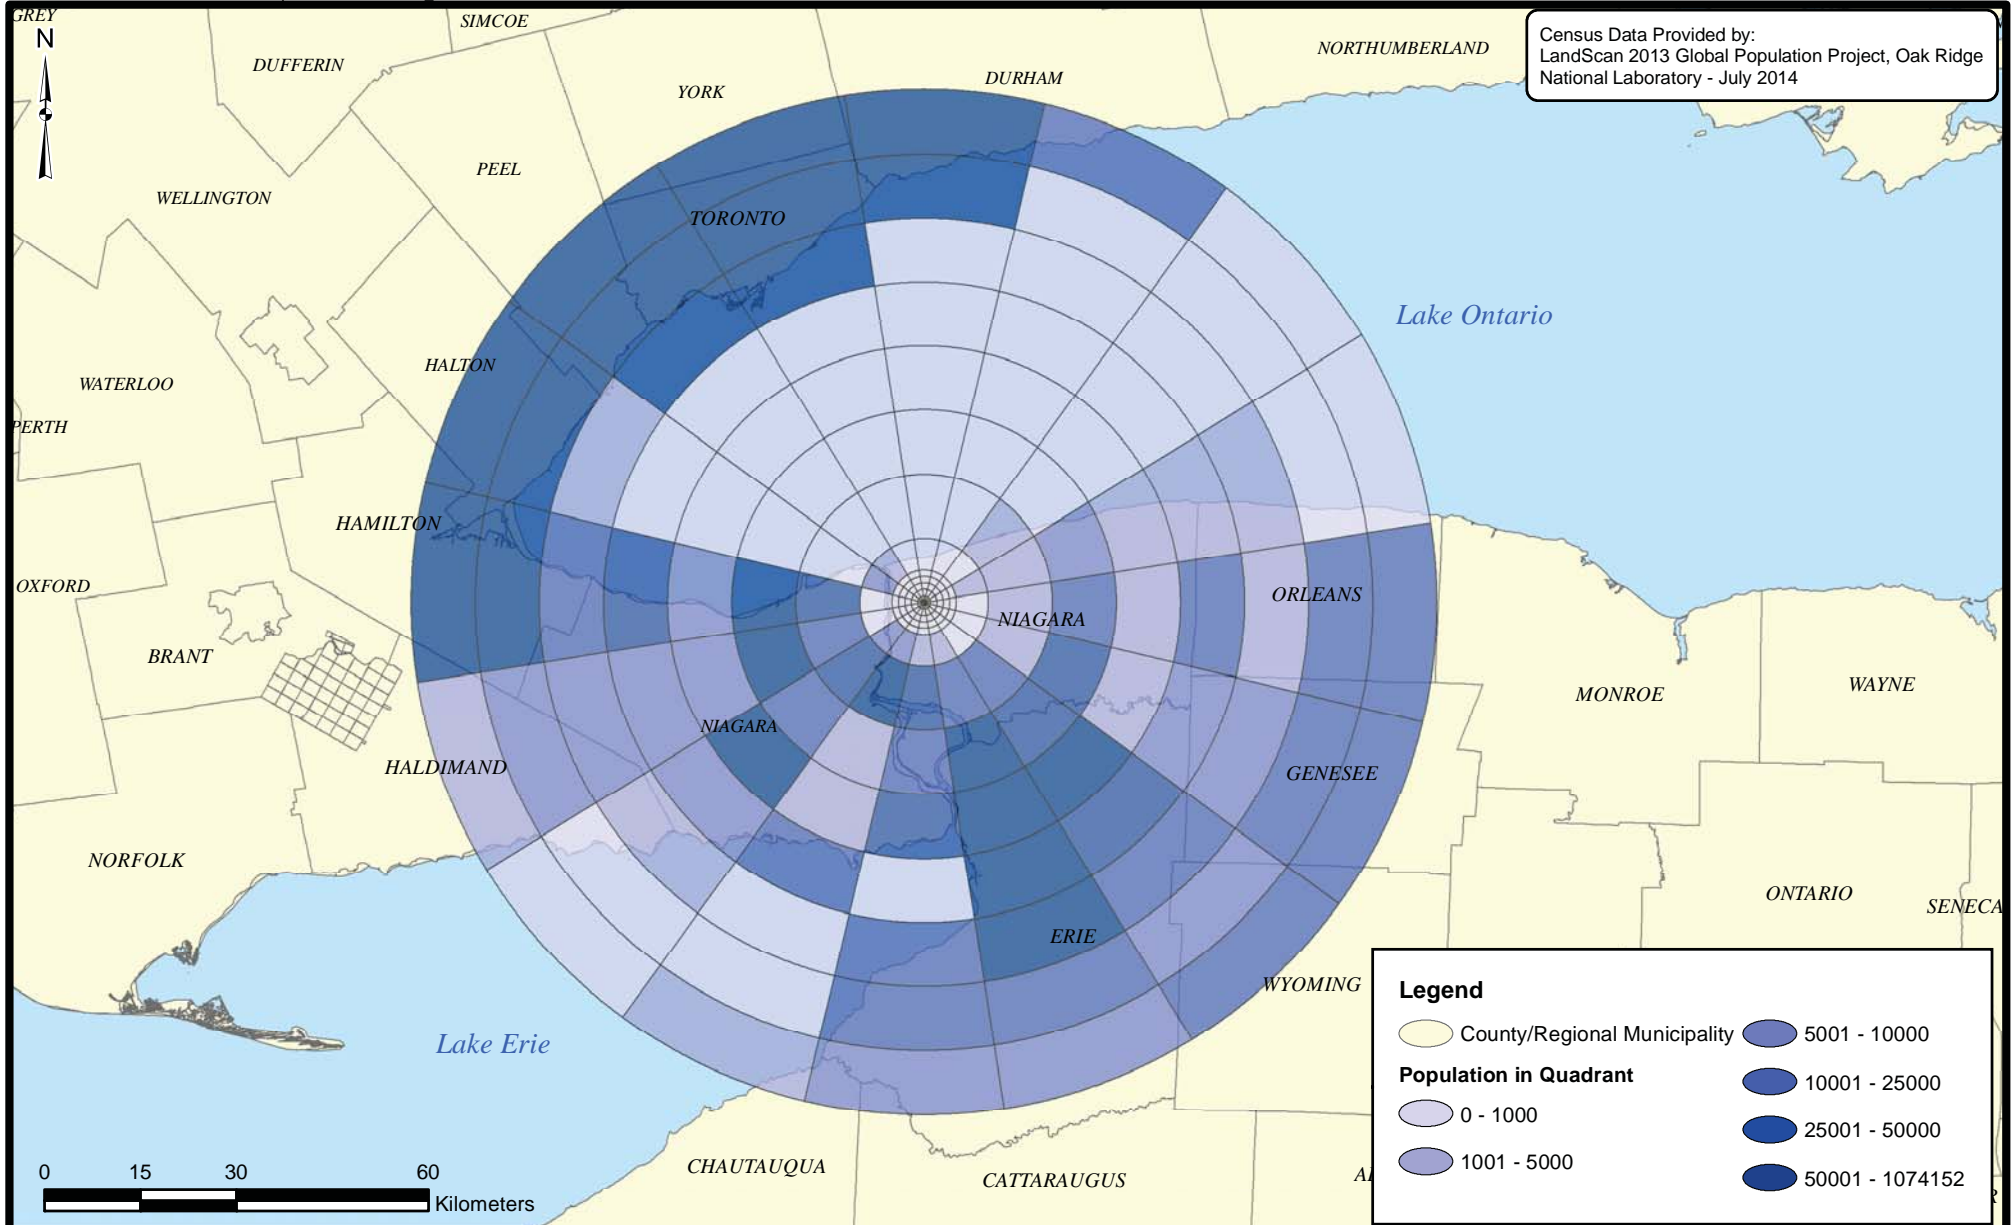 GREY
SIMCOE
N
DUFFERIN
YORK
DURHAM
NORTHUMBERLAND
Census Data Provided by:
LandScan 2013 Global Population Project, Oak Ridge
National Laboratory - July 2014
PEEL
WELLINGTON
TORONTO
Lake Ontario
HALTON
WATERLOO
PERTH
HAMILTON
OXFORD
ORLEANS
NIAGARA
BRANT
MONROE
WAYNE
NIAGARA
HALDIMAND
GENESEE
NORFOLK
ONTARIO
SENECA
ERIE
WYOMING
Lake Erie
CHAUTAUQUA
CATTARAUGUS
Legend
County/Regional Municipality
Population in Quadrant
0 - 1000
1001 - 5000
5001 - 10000
10001 - 25000
25001 - 50000
50001 - 1074152
0 15 30 60
Kilometers